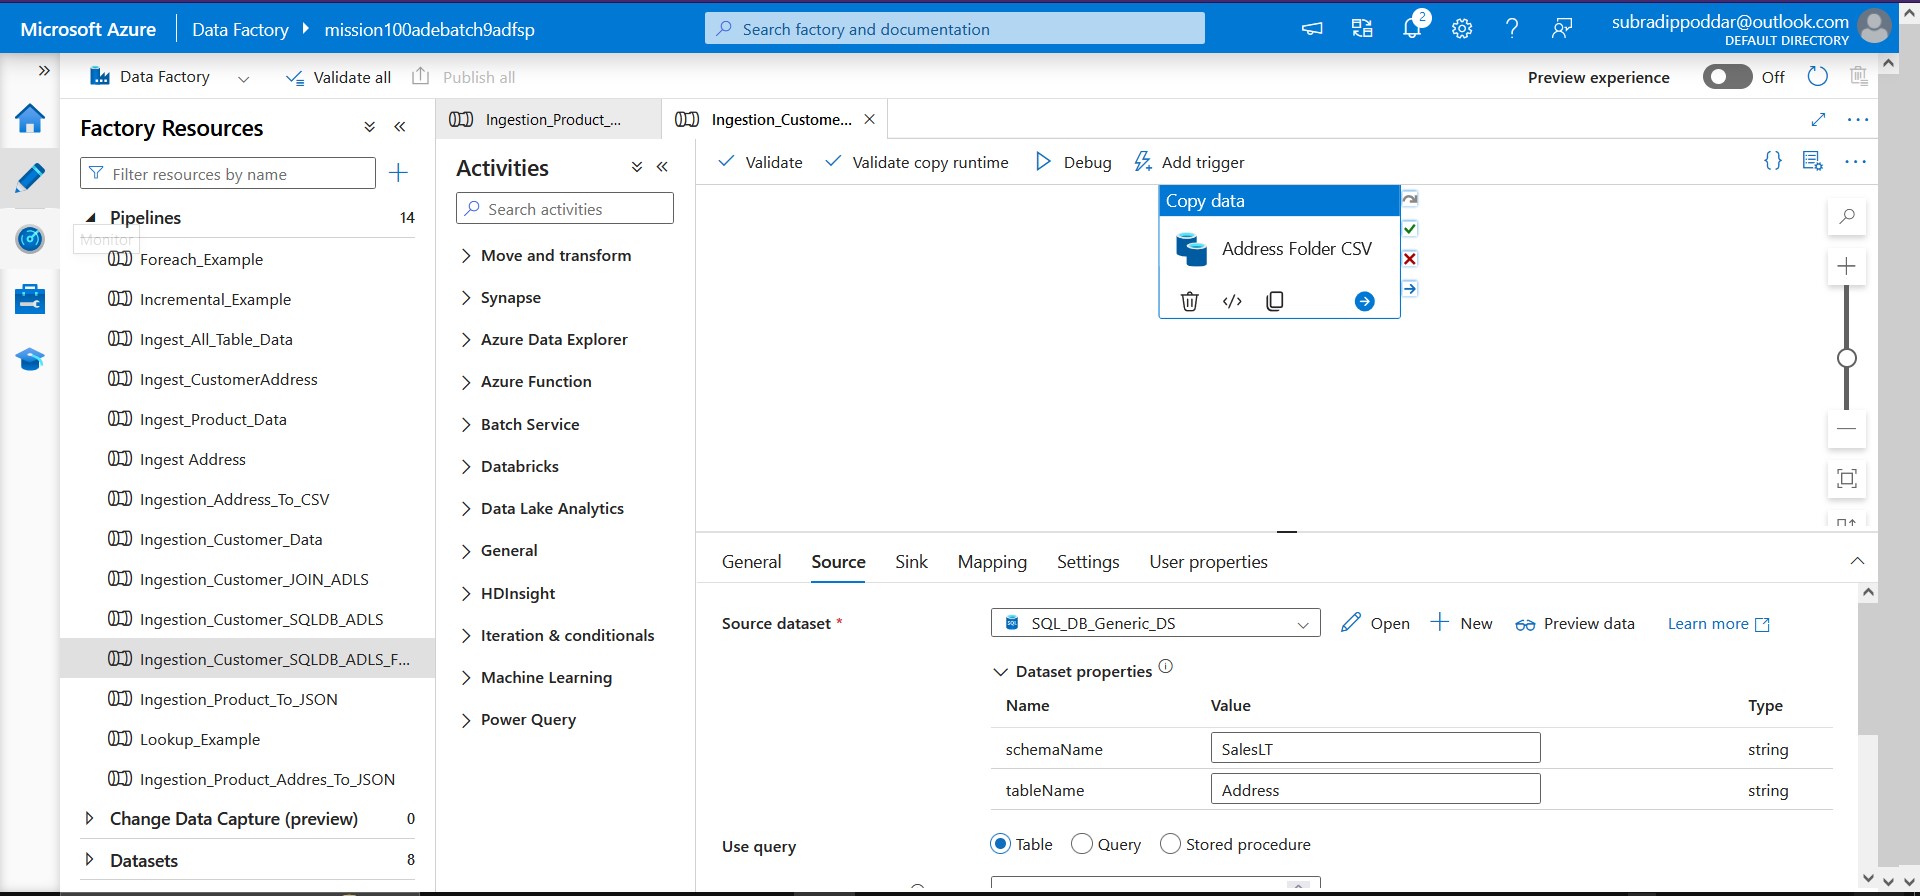 Microsoft Azure
Data Factory
mission100adebatch9adfsp
Search factory and documentation
2
subradippoddar@outlook.com
DEFAULT DIRECTORY
Data Factory
Validate all
Publish all
Preview experience
Off
Factory Resources
Filter resources by name
Pipelines
14
Monitor
Foreach_Example
Incremental_Example
Ingest_All_Table_Data
Ingest_CustomerAddress
Ingest_Product_Data
Ingest Address
Ingestion_Address_To_CSV
Ingestion_Customer_Data
Ingestion_Customer_JOIN_ADLS
Ingestion_Customer_SQLDB_ADLS
Ingestion_Customer_SQLDB_ADLS_F...
Ingestion_Product_To_JSON
Lookup_Example
Ingestion_Product_Addres_To_JSON
Change Data Capture (preview)
0
Datasets
8
Ingestion_Product_...
Ingestion_Custome...
Activities
Search activities
Move and transform
Synapse
Azure Data Explorer
Azure Function
Batch Service
Databricks
Data Lake Analytics
General
HDInsight
Iteration & conditionals
Machine Learning
Power Query
Validate
Validate copy runtime
Debug
Add trigger
Copy data
Address Folder CSV
General
Source
Sink
Mapping
Settings
User properties
Source dataset *
SQL_DB_Generic_DS
Open
New
Preview data
Learn more
Dataset properties
Name
Value
Type
schemaName
SalesLT
string
tableName
Address
string
Use query
Table
Query
Stored procedure